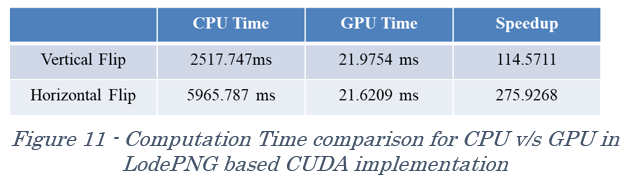 CPU Time GPU Time Speedup
Vertical Flip 2517.747ms 21.9754 ms 114.5711
Horizontal Flip 5965.787 ms 21.6209 ms 275.9268
Figure 11 - Computation Time comparison for CPU v/s GPU in
LodePNG based CUDA implementation